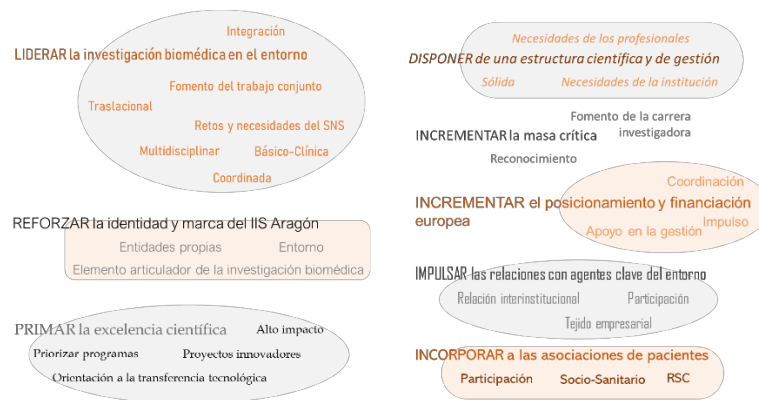 Integración
LIDERAR la investigación biomédica en el entorno
Fomento del trabajo conjunto
Traslacional
Retos y necesidades del SNS
Multidisciplinar Básico-Clínica
Coordinada
REFORZAR la identidad y marca del IIS Aragón
Entidades propias Entorno
Elemento articulador de la investigación biomédica
PRIMAR la excelencia científica Alto impacto
Priorizar programas Proyectos innovadores
Orientación a la transferencia tecnológica
Necesidades de los profesionales
DISPONER de una estructura científica y de gestión
Sólida Necesidades de la institución
Fomento de la carrera
investigadora
INCREMENTAR la masa crítica
Reconocimiento
Coordinación
INCREMENTAR el posicionamiento y financiación
europea
Impulso
Apoyo en la gestión
IMPULSAR las relaciones con agentes clave del entorno
Relación interinstitucional Participación
Tejido empresarial
INCORPORAR a las asociaciones de pacientes
Participación Socio-Sanitario RSC